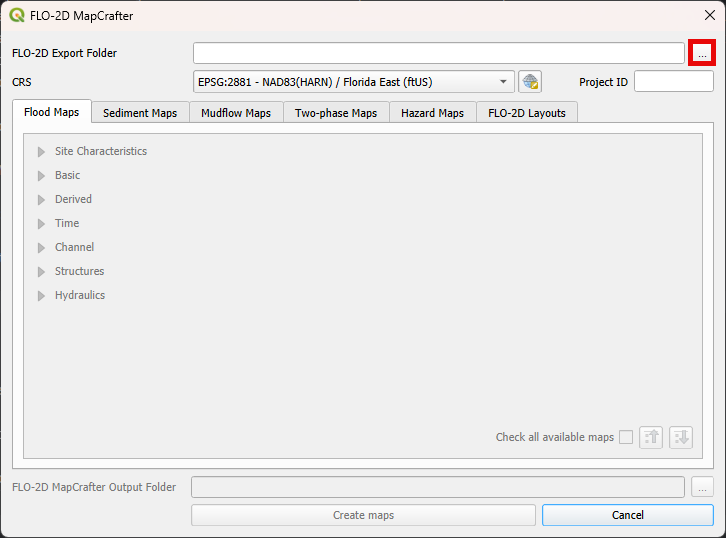 FLO-2D MapCrafter
FLO-2D Export Folder
...
CRS
EPSG:2881 - NAD83(HARN) / Florida East (ftUS)
Project ID
Flood Maps
Sediment Maps
Mudflow Maps
Two-phase Maps
Hazard Maps
FLO-2D Layouts
Site Characteristics
Basic
Derived
Time
Channel
Structures
Hydraulics
Check all available maps
FLO-2D MapCrafter Output Folder
...
Create maps
Cancel